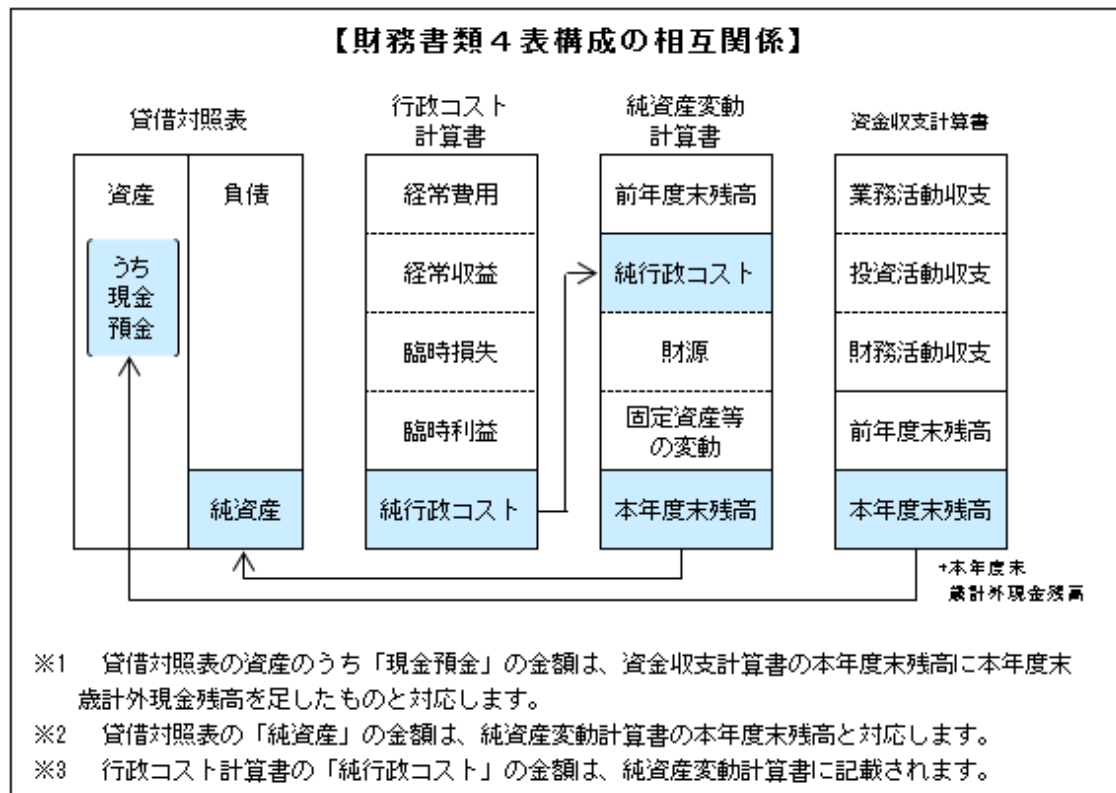 【財務書類４表構成の相互関係】
貸借対照表
資産
うち
現金
預金
負債
純資産
行政コスト
計算書
経常費用
経常収益
臨時損失
臨時利益
純行政コスト
純資産変動
計算書
前年度末残高
純行政コスト
財源
固定資産等
の変動
本年度末残高
資金収支計算書
業務活動収支
投資活動収支
財務活動収支
前年度末残高
本年度末残高
+本年度末
歳計外現金残高
※1 貸借対照表の資産のうち「現金預金」の金額は、資金収支計算書の本年度末残高に本年度末
歳計外現金残高を足したものと対応します。
※2 貸借対照表の「純資産」の金額は、純資産変動計算書の本年度末残高と対応します。
※3 行政コスト計算書の「純行政コスト」の金額は、純資産変動計算書に記載されます。